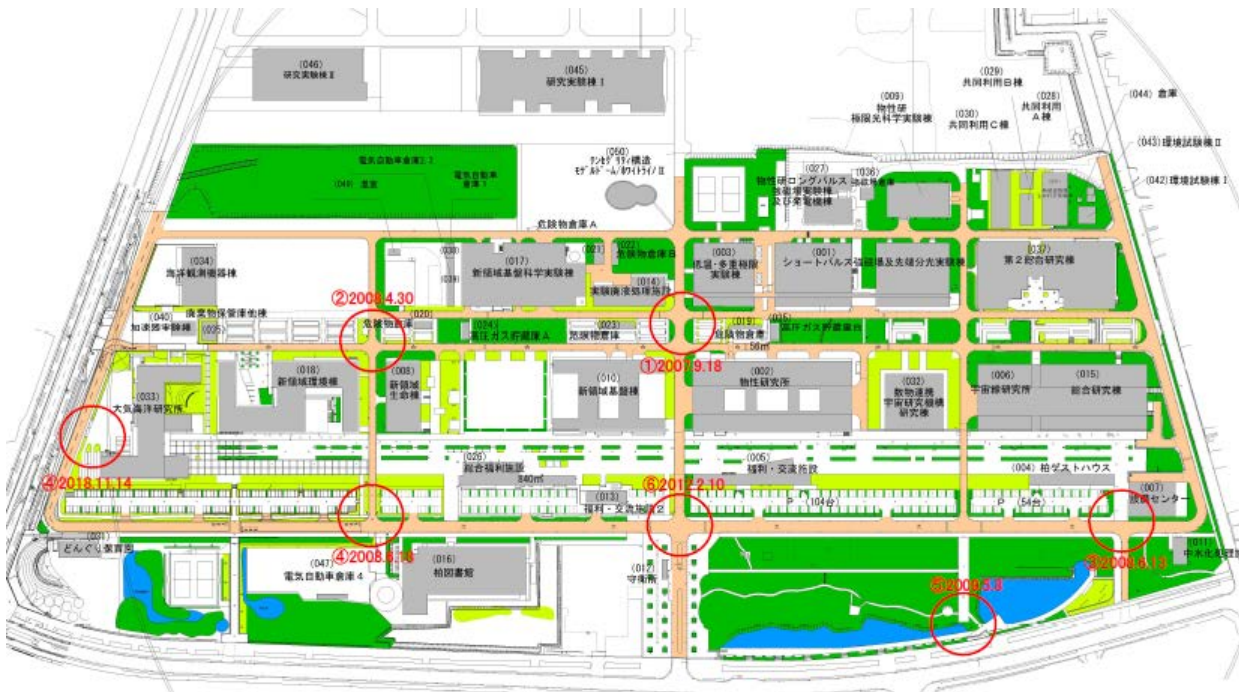 (046)
研究実験棟Ⅱ
(045)
研究実験棟Ⅰ
(009)
物性研
極限光科学実験棟
(029)
共同利用B棟
(028)
共同利用
A棟
(030)
共同利用C棟
(044) 倉庫
(043)環境試験棟Ⅱ
(042)環境試験棟Ⅰ
電気自動車倉庫2,3
電気自動車
倉庫1
(049) 温室
(050)
(027)
物性研ロングパルス
強磁場実験棟
及び発電機棟
(036)
危険物倉庫A
(034)
海洋観測機器棟
(038)
(039)
(017)
新領域基盤科学実験棟
(021)
(022)
危険物倉庫B
(014)
実験廃液処理施設
(003)
低温・多重極限
実験棟
(001)
ショートパルス強磁場及先端分光実験棟
(037)
第2総合研究棟
②2008.4.30
(040)
加速器実験棟
廃棄物保管庫他棟
(035)
危険物倉庫
(020)
(024)
高圧ガス貯蔵庫A
(023)
危険物倉庫
(019)
危険物倉庫
(025)
高圧ガス貯蔵庫B
56m
①2007.9.18
(033)
大気海洋研究所
(018)
新領域環境棟
(008)
新領域
生命棟
(010)
新領域基盤棟
(002)
物性研究所
(032)
数物連携
宇宙研究機構
研究棟
(006)
宇宙線研究所
(015)
総合研究棟
④2018.11.14
(026)
総合福利施設
840㎡
(013)
福利・交流施設2
⑥2012.2.10
(005)
福利・交流施設
(004) 柏ゲストハウス
P (104台)
P (54台)
(007)
④2008.6.16
③2008.6.13
(031)
どんぐり保育園
(047)
電気自動車倉庫4
(016)
柏図書館
(012)
守衛所
(011)
⑤2009.5.8